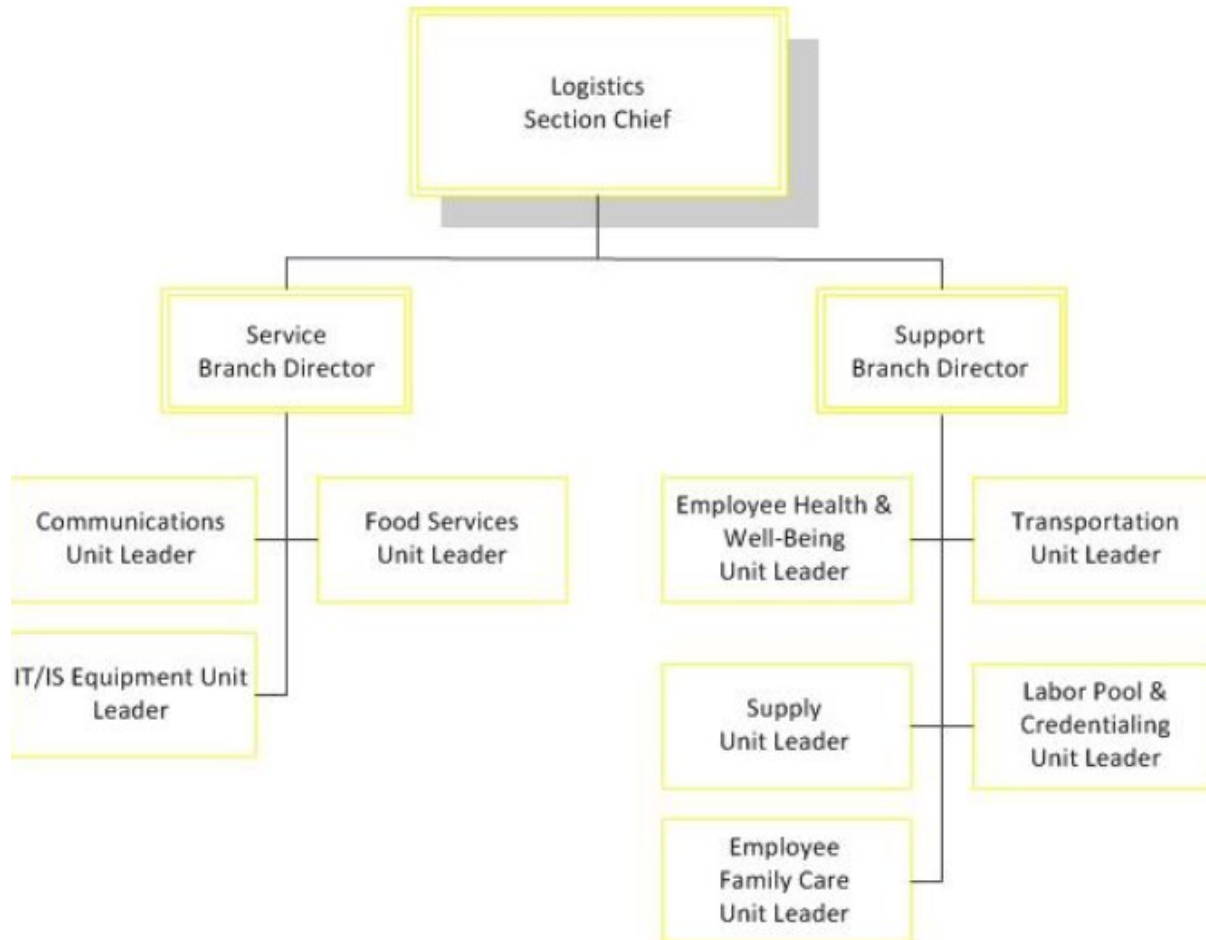 Logistics
Section Chief
Service
Branch Director
Support
Branch Director
Communications
Unit Leader
Food Services
Unit Leader
IT/IS Equipment Unit
Leader
Employee Health &
Well-Being
Unit Leader
Transportation
Unit Leader
Supply
Unit Leader
Labor Pool &
Credentialing
Unit Leader
Employee
Family Care
Unit Leader